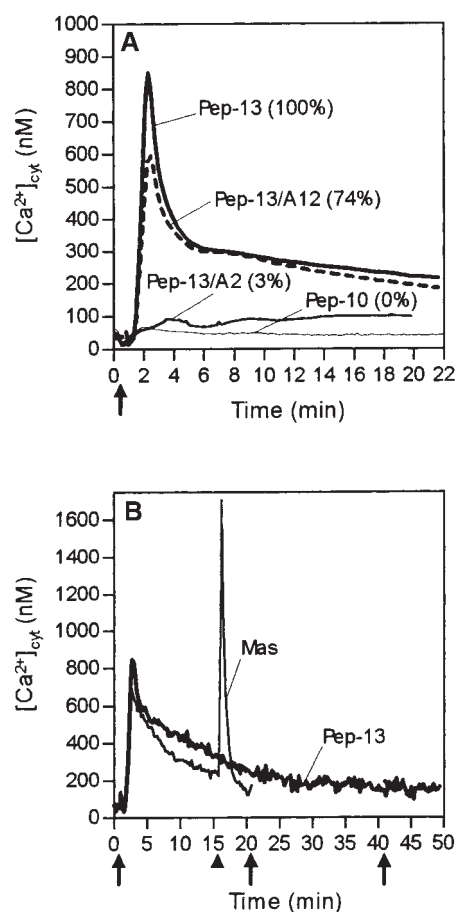 A
1000
900
800
700
600
500
400
300
200
100
0
[Ca²⁺]cyt (nM)
Pep-13 (100%)
Pep-13/A12 (74%)
Pep-13/A2 (3%)
Pep-10 (0%)
0 2 4 6 8 10 12 14 16 18 20 22
Time (min)
B
1600
1400
1200
1000
800
600
400
200
0
[Ca²⁺]cyt (nM)
Mas
Pep-13
0 5 10 15 20 25 30 35 40 45 50
Time (min)